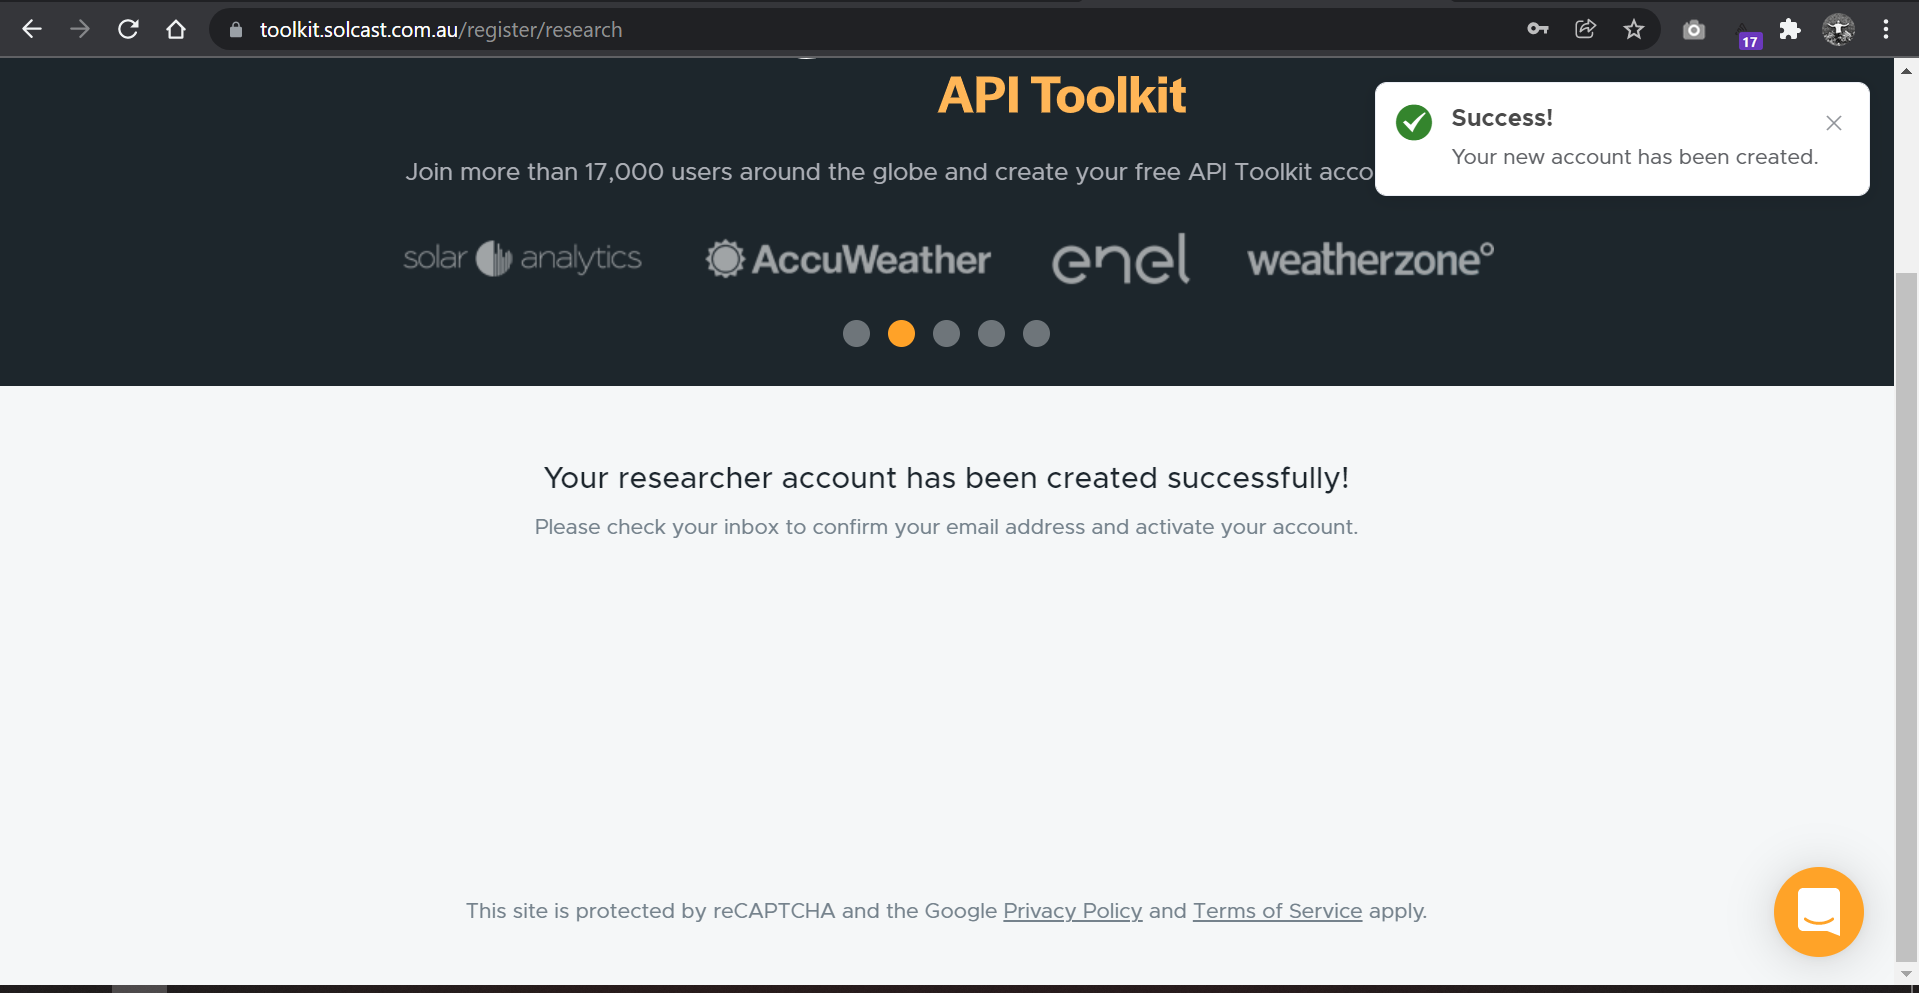 toolkit.solcast.com.au/register/research
17
API Toolkit
Success!
Your new account has been created.
Join more than 17,000 users around the globe and create your free API Toolkit acco
solar analytics
AccuWeather
enel
weatherzone°
Your researcher account has been created successfully!
Please check your inbox to confirm your email address and activate your account.
This site is protected by reCAPTCHA and the Google Privacy Policy and Terms of Service apply.